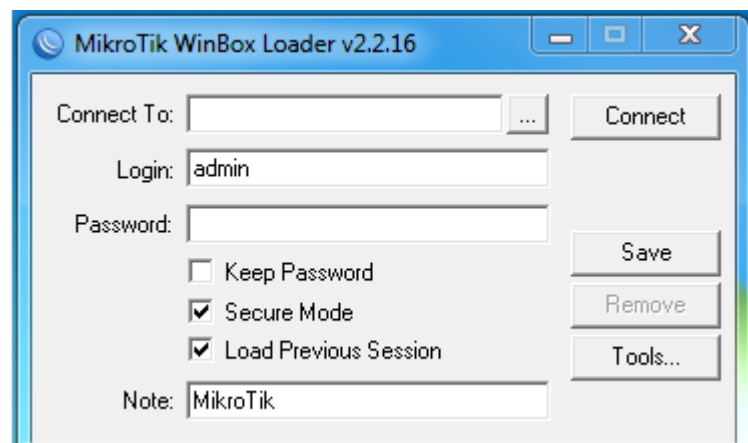 MikroTik WinBox Loader v2.2.16
Connect To: ... Connect
Login: admin
Password:
Keep Password Save
Secure Mode Remove
Load Previous Session Tools...
Note: MikroTik